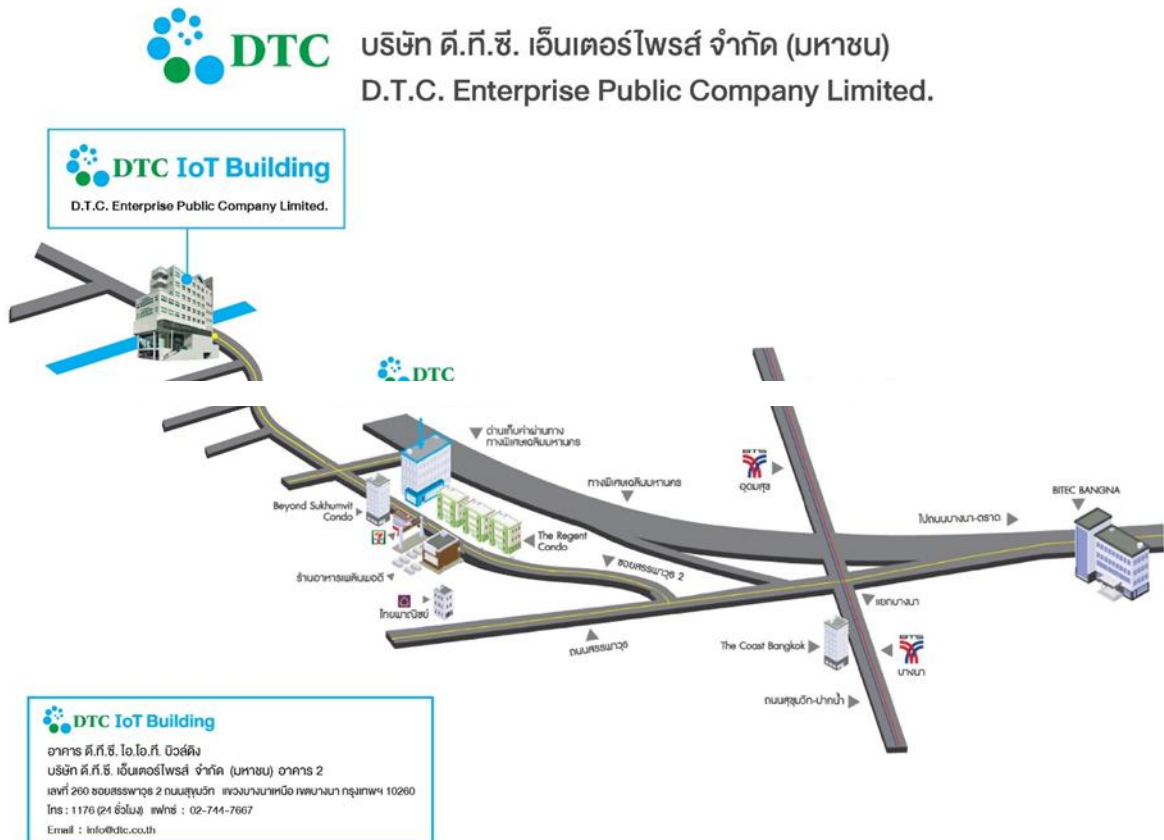 DTC
บริษัท ดี.ที.ซี. เอ็นเตอร์ไพรส์ จำกัด (มหาชน)
D.T.C. Enterprise Public Company Limited.
DTC IoT Building
D.T.C. Enterprise Public Company Limited.
DTC
ด่านเก็บค่าผ่านทาง
ทางพิเศษเฉลิมมหานคร
ทางพิเศษเฉลิมมหานคร
BTS
อุดมสุข
BITEC BANGNA
ไปถนนบางนา-ตราด
Beyond Sukhumvit
Condo
7
The Regent
Condo
ร้านอาหารเพลินพอดี
ซอยสรรพาวุธ 2
ไทยพาณิชย์
ถนนสรรพาวุธ
แยกบางนา
The Coast Bangkok
BTS
บางนา
ถนนสุขุมวิท-ปากน้ำ
DTC IoT Building
อาคาร ดี.ที.ซี. ไอ.โอ.ที. บิวล์ดิง
บริษัท ดี.ที.ซี. เอ็นเตอร์ไพรส์ จำกัด (มหาชน) อาคาร 2
เลขที่ 260 ซอยสรรพาวุธ 2 ถนนสุขุมวิท แขวงบางนาเหนือ เขตบางนา กรุงเทพฯ 10260
โทร : 1176 (24 ชั่วโมง) แฟกซ์ : 02-744-7667
Email : info@dtc.co.th